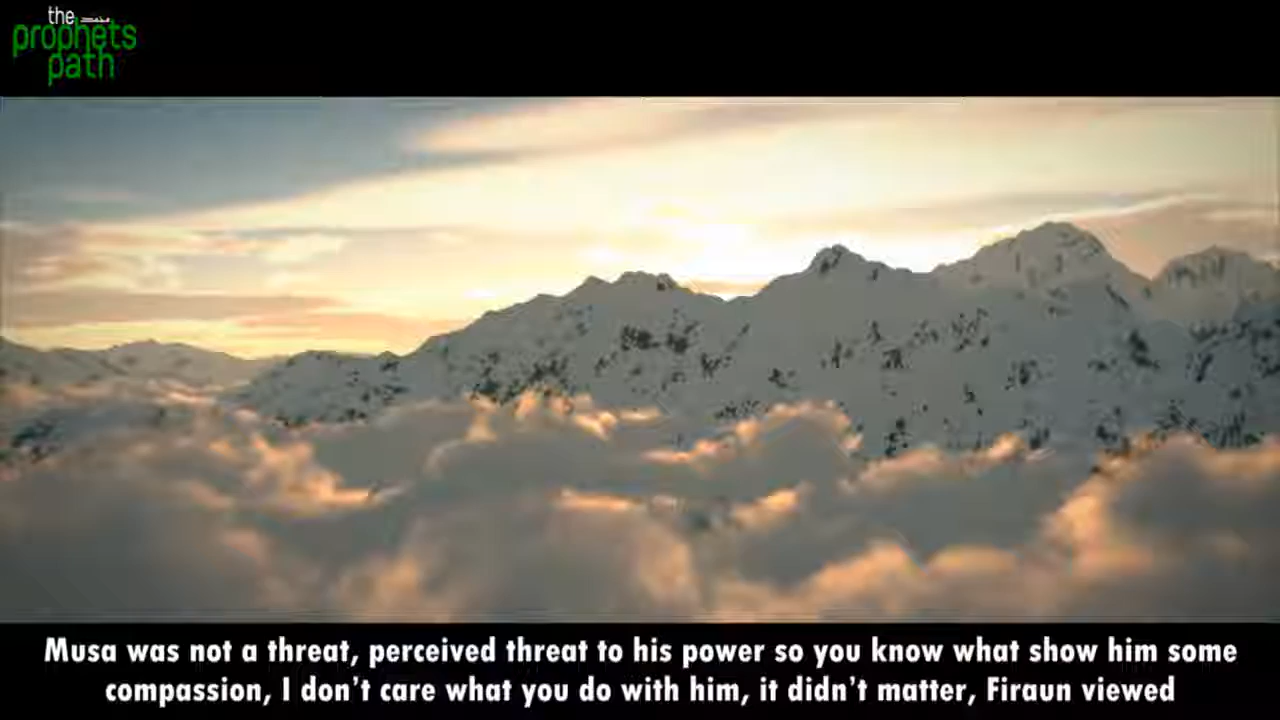 the
prophets
path
Musa was not a threat, perceived threat to his power so you know what show him some
compassion, I don't care what you do with him, it didn't matter, Firaun viewed